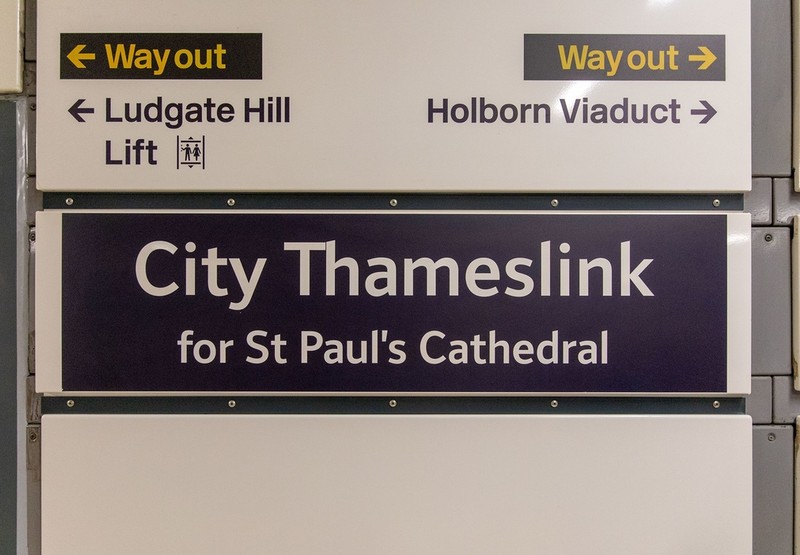 ← Way out
Way out →
← Ludgate Hill
Lift
Holborn Viaduct →
City Thameslink
for St Paul's Cathedral